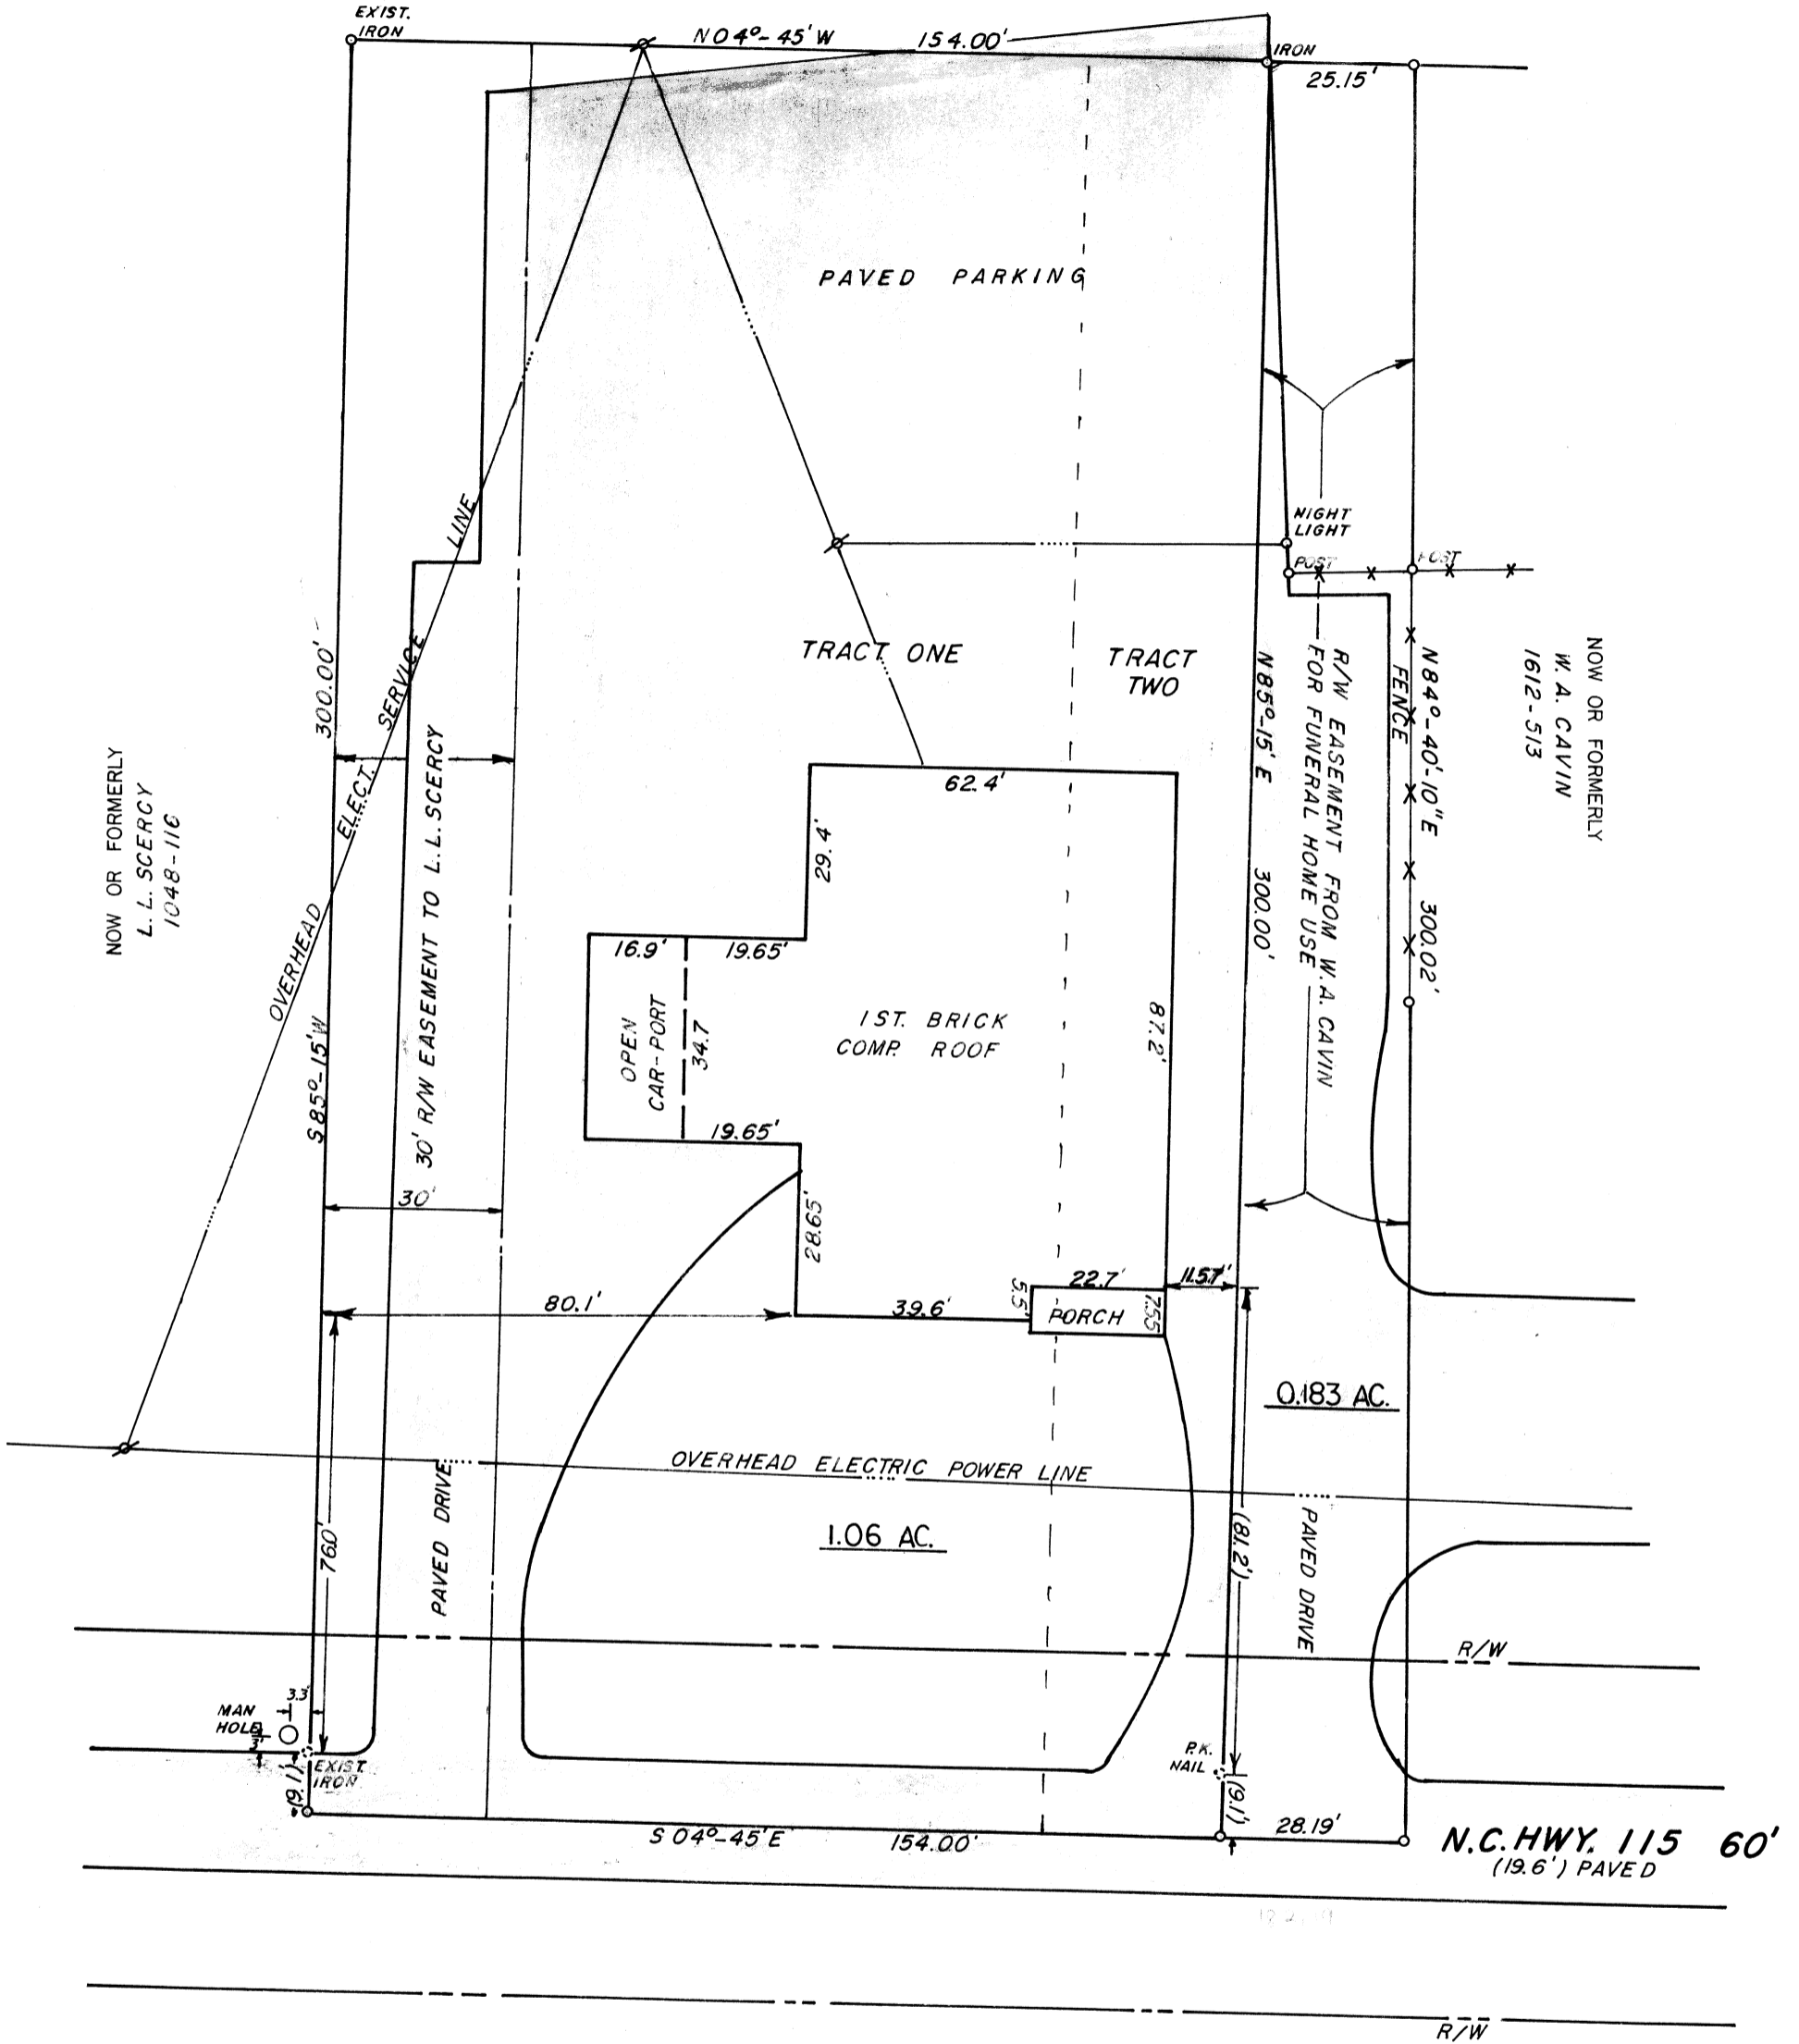 EXIST.
IRON
N 04°-45' W 154.00'
IRON
25.15'
PAVED PARKING
NIGHT
LIGHT
POST
POST
TRACT ONE
TRACT
TWO
300.00'
S 85°-15' W
OVERHEAD ELECT. SERVICE LINE
30' R/W EASEMENT TO L.L. SCERCY
NOW OR FORMERLY
L. L. SCERCY
1048-116
N 85°-15' E 300.00'
R/W EASEMENT FROM W. A. CAVIN
FOR FUNERAL HOME USE
FENCE
N 84°-40'-10" E 300.02'
NOW OR FORMERLY
W. A. CAVIN
1612-513
62.4'
29.4'
16.9' 19.65'
OPEN
CAR-PORT
34.7
1 ST. BRICK
COMP. ROOF
87.2'
19.65'
30'
28.65'
80.1'
39.6'
5.5'
22.7'
PORCH
7.55
11.57'
0.183 AC.
OVERHEAD ELECTRIC POWER LINE
1.06 AC.
PAVED DRIVE
76.0'
(81.2')
PAVED DRIVE
R/W
3.3'
MAN
HOLE
3'
EXIST.
IRON
(9.1')
P.K.
NAIL
(9.1')
S 04°-45' E 154.00'
28.19'
N.C. HWY. 115 60'
(19.6') PAVED
R/W